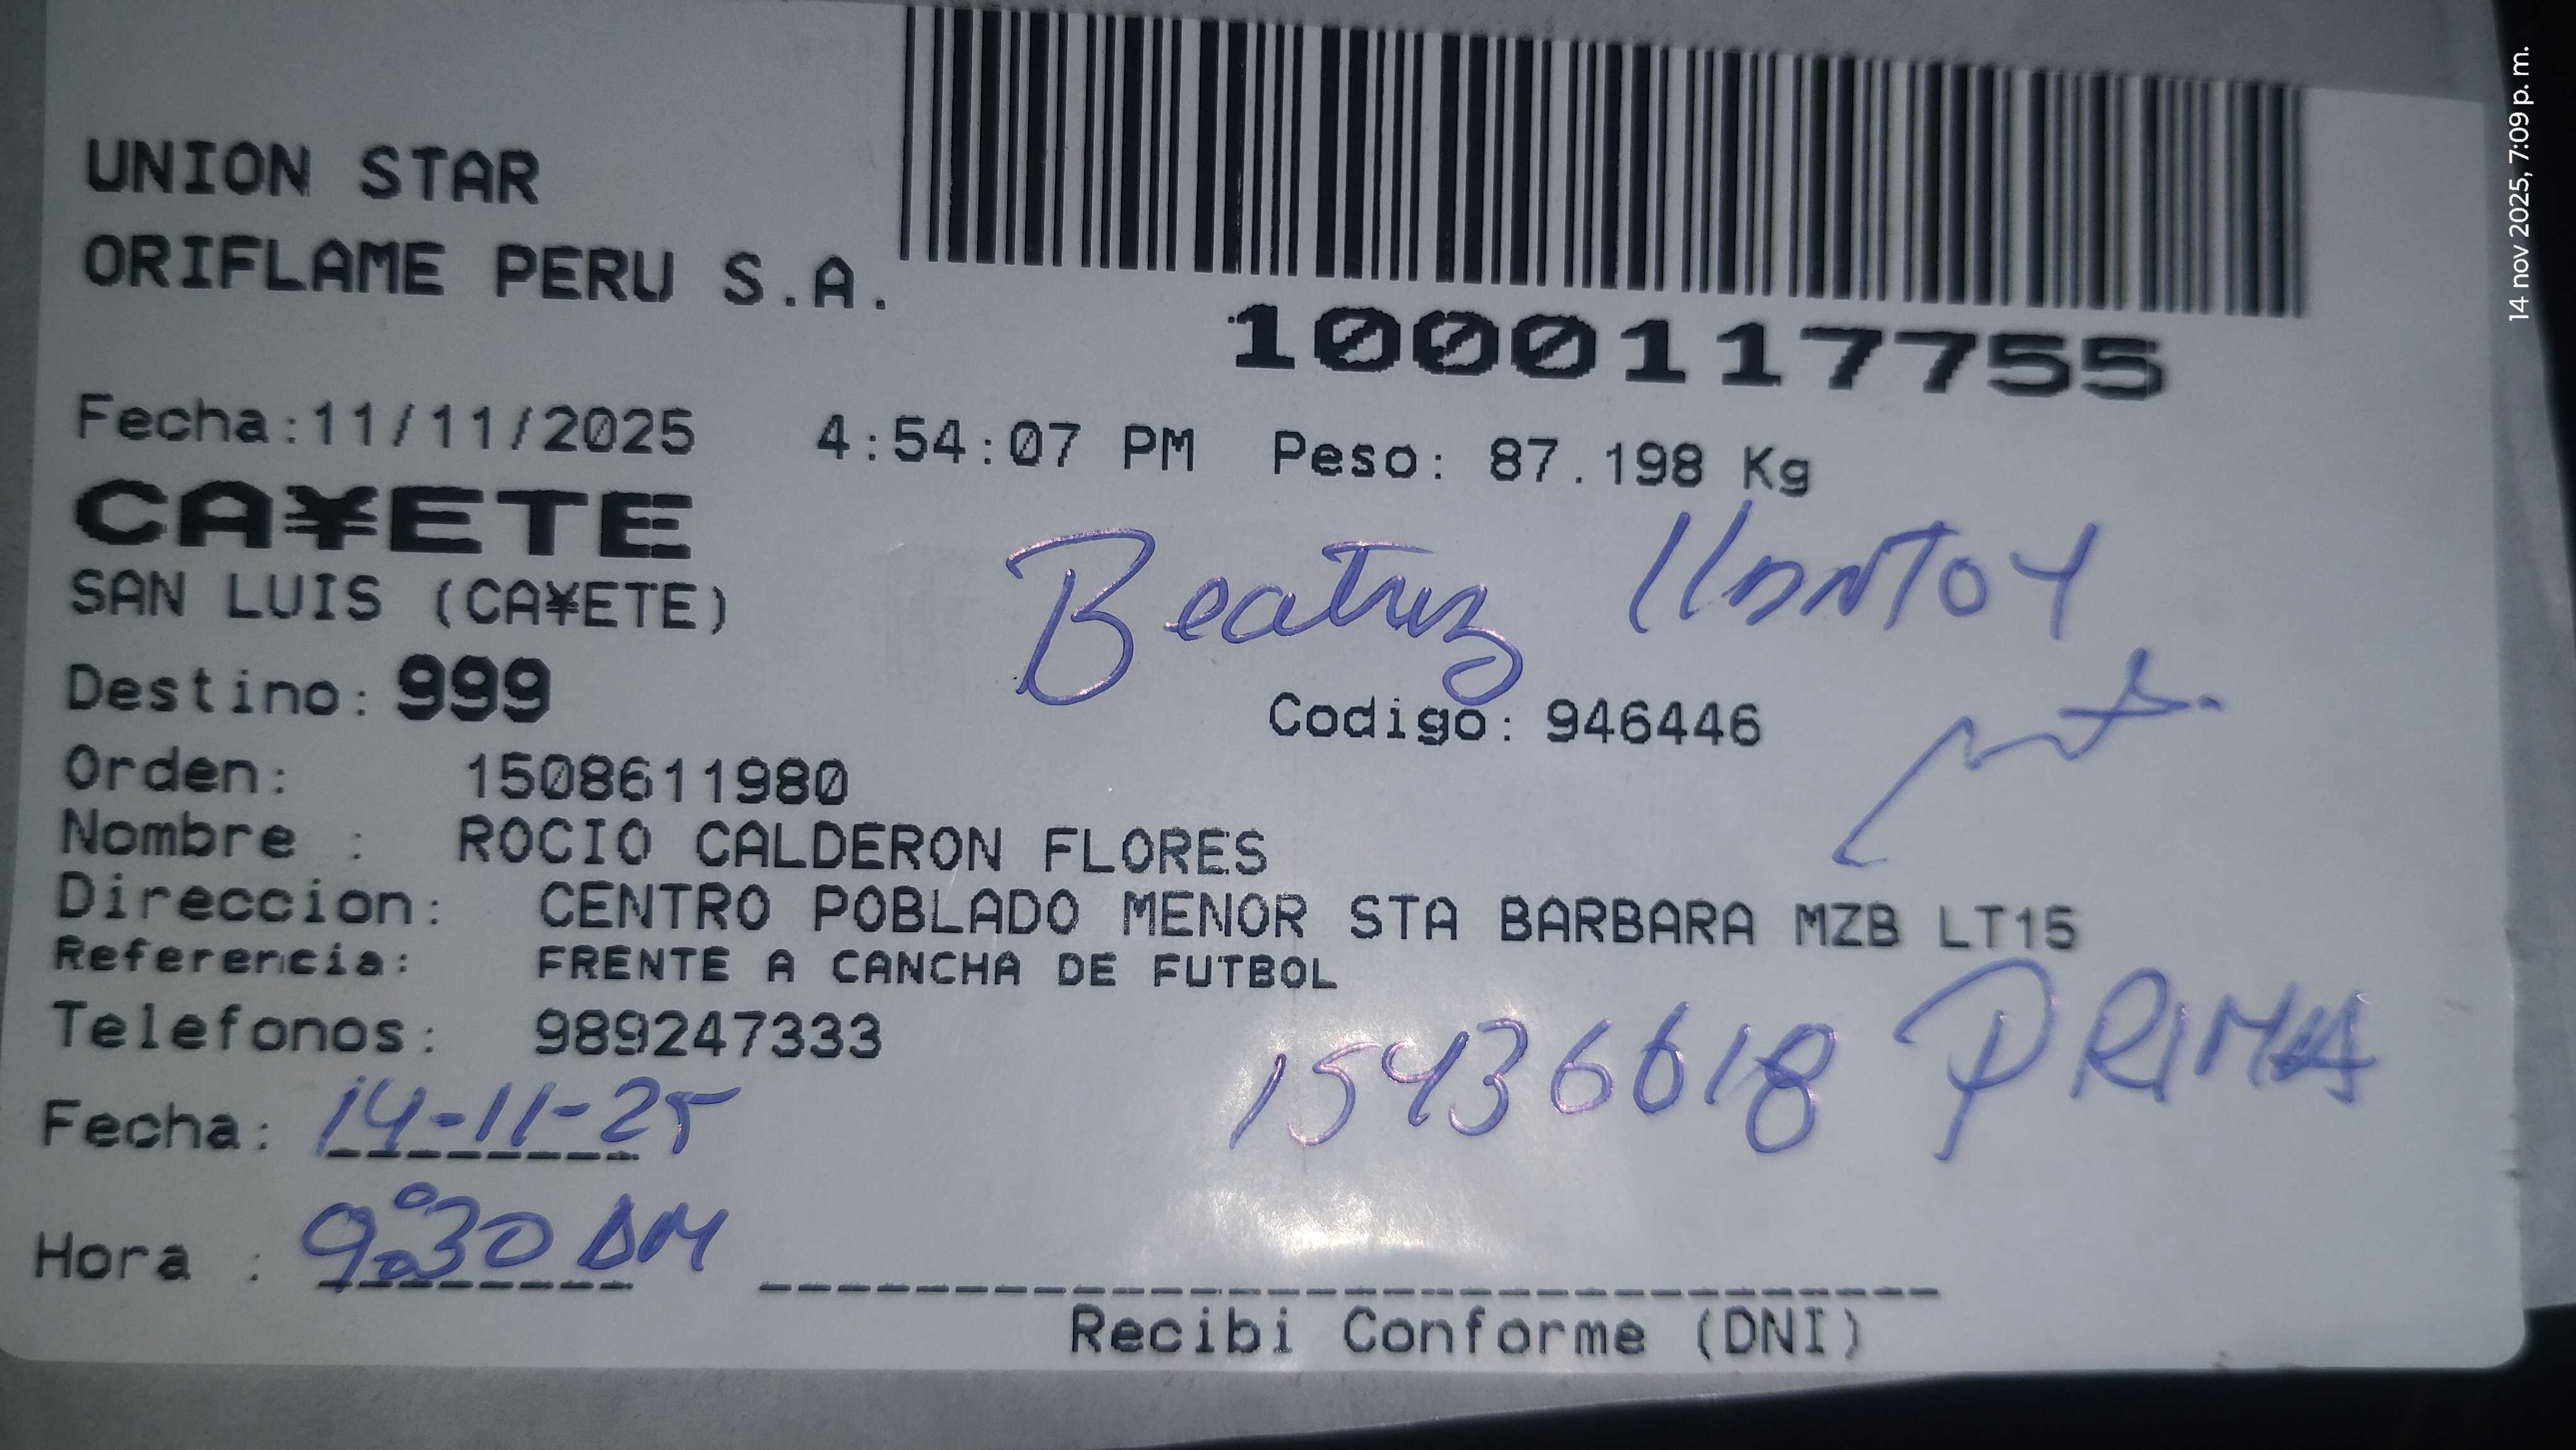 UNION STAR
ORIFLAME PERU S.A.
1000117755
Fecha:11/11/2025 4:54:07 PM Peso: 87.198 Kg
CA¥ETE
SAN LUIS (CA¥ETE)
Beatriz llANTOY
Destino: 999
Codigo: 946446
Orden: 1508611980
Nombre : ROCIO CALDERON FLORES
Direccion: CENTRO POBLADO MENOR STA BARBARA MZB LT15
Referencia: FRENTE A CANCHA DE FUTBOL
Telefonos: 989247333
15436618 PRIMA
Fecha: 14-11-25
Hora : 9:30 AM
Recibi Conforme (DNI)
14 nov 2025, 7:09 p. m.